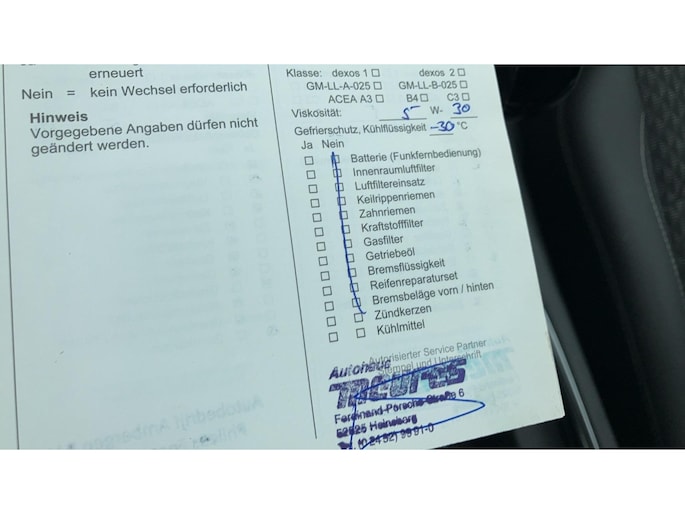 erneuert
Nein = kein Wechsel erforderlich
Hinweis
Vorgegebene Angaben dürfen nicht
geändert werden.
Klasse: dexos 1 ☐ dexos 2 ☐
GM-LL-A-025 ☐ GM-LL-B-025 ☐
ACEA A3 ☐ B4 ☐ C3 ☐
Viskosität: 5 W- 30
Gefrierschutz, Kühlflüssigkeit -30 °C
Ja Nein
☐ ☐ Batterie (Funkfernbedienung)
☐ ☐ Innenraumluftfilter
☐ ☐ Luftfiltereinsatz
☐ ☐ Keilrippenriemen
☐ ☐ Zahnriemen
☐ ☐ Kraftstofffilter
☐ ☐ Gasfilter
☐ ☐ Getriebeöl
☐ ☐ Bremsflüssigkeit
☐ ☐ Reifenreparaturset
☐ ☐ Bremsbeläge vorn / hinten
☐ ☐ Zündkerzen
☐ ☐ Kühlmittel
Autorisierter Service Partner
Stempel und Unterschrift
Autohaus
Ferdinand-Porsche-Straße 6
52525 Heinsberg